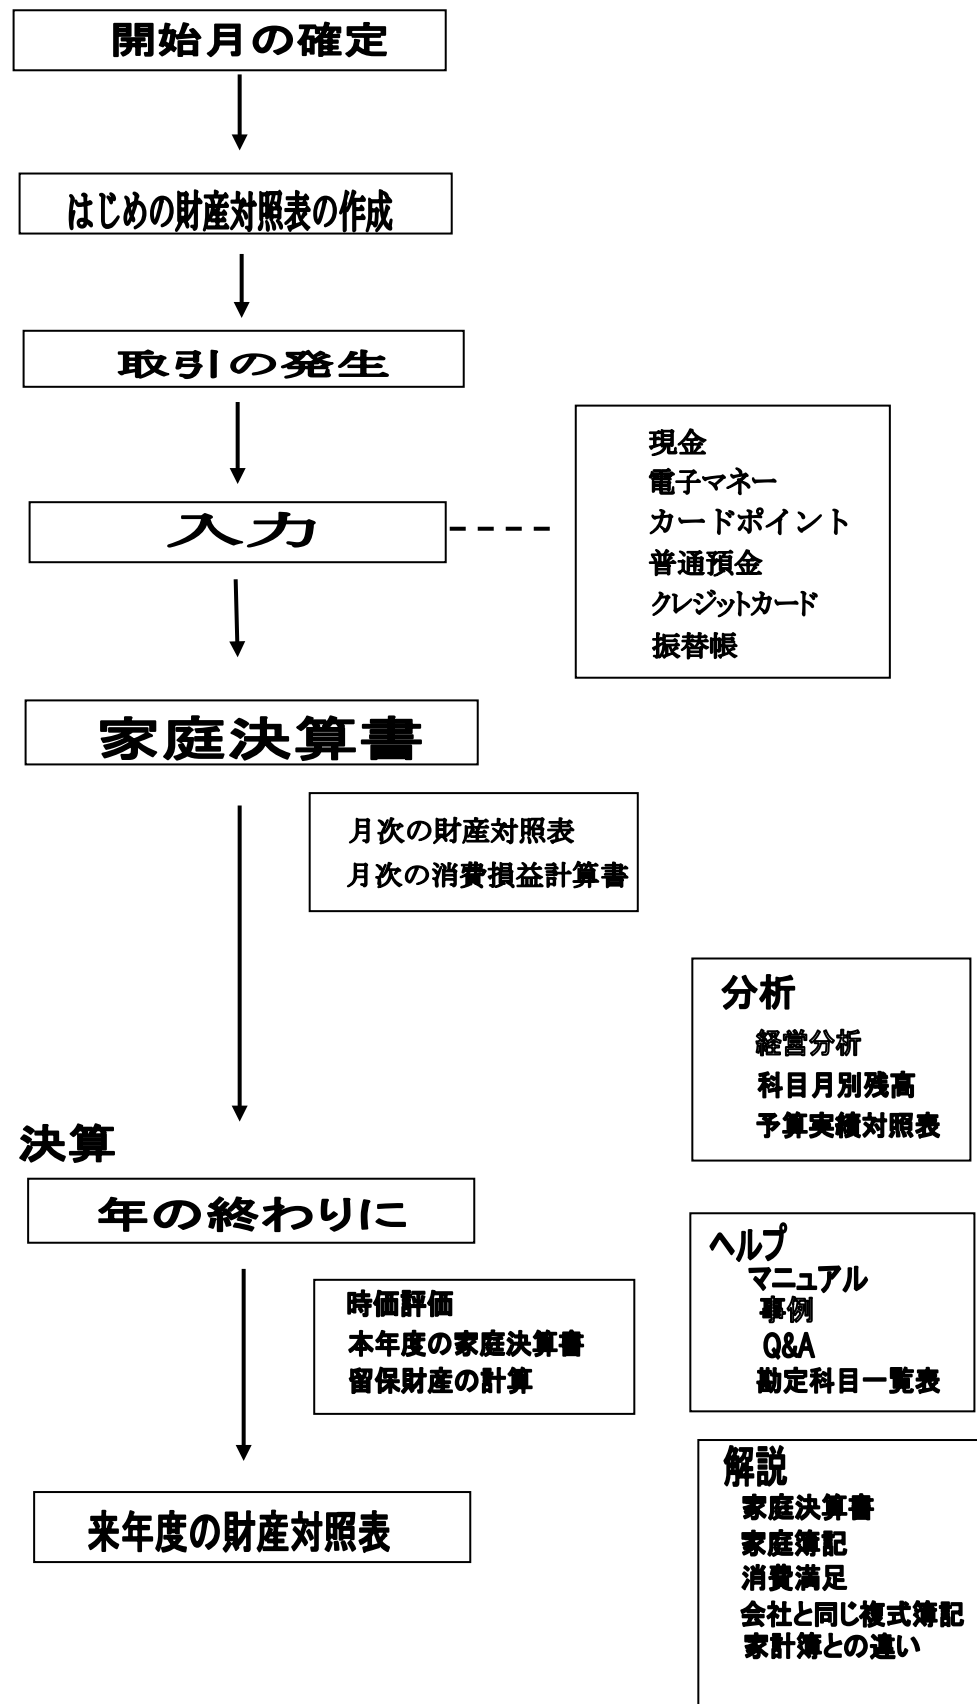 開始月の確定
はじめの財産対照表の作成
取引の発生
入力
現金
電子マネー
カードポイント
普通預金
クレジットカード
振替帳
家庭決算書
月次の財産対照表
月次の消費損益計算書
分析
経営分析
科目月別残高
予算実績対照表
決算
年の終わりに
時価評価
本年度の家庭決算書
留保財産の計算
ヘルプ
マニュアル
事例
Q&A
勘定科目一覧表
来年度の財産対照表
解説
家庭決算書
家庭簿記
消費満足
会社と同じ複式簿記
家計簿との違い